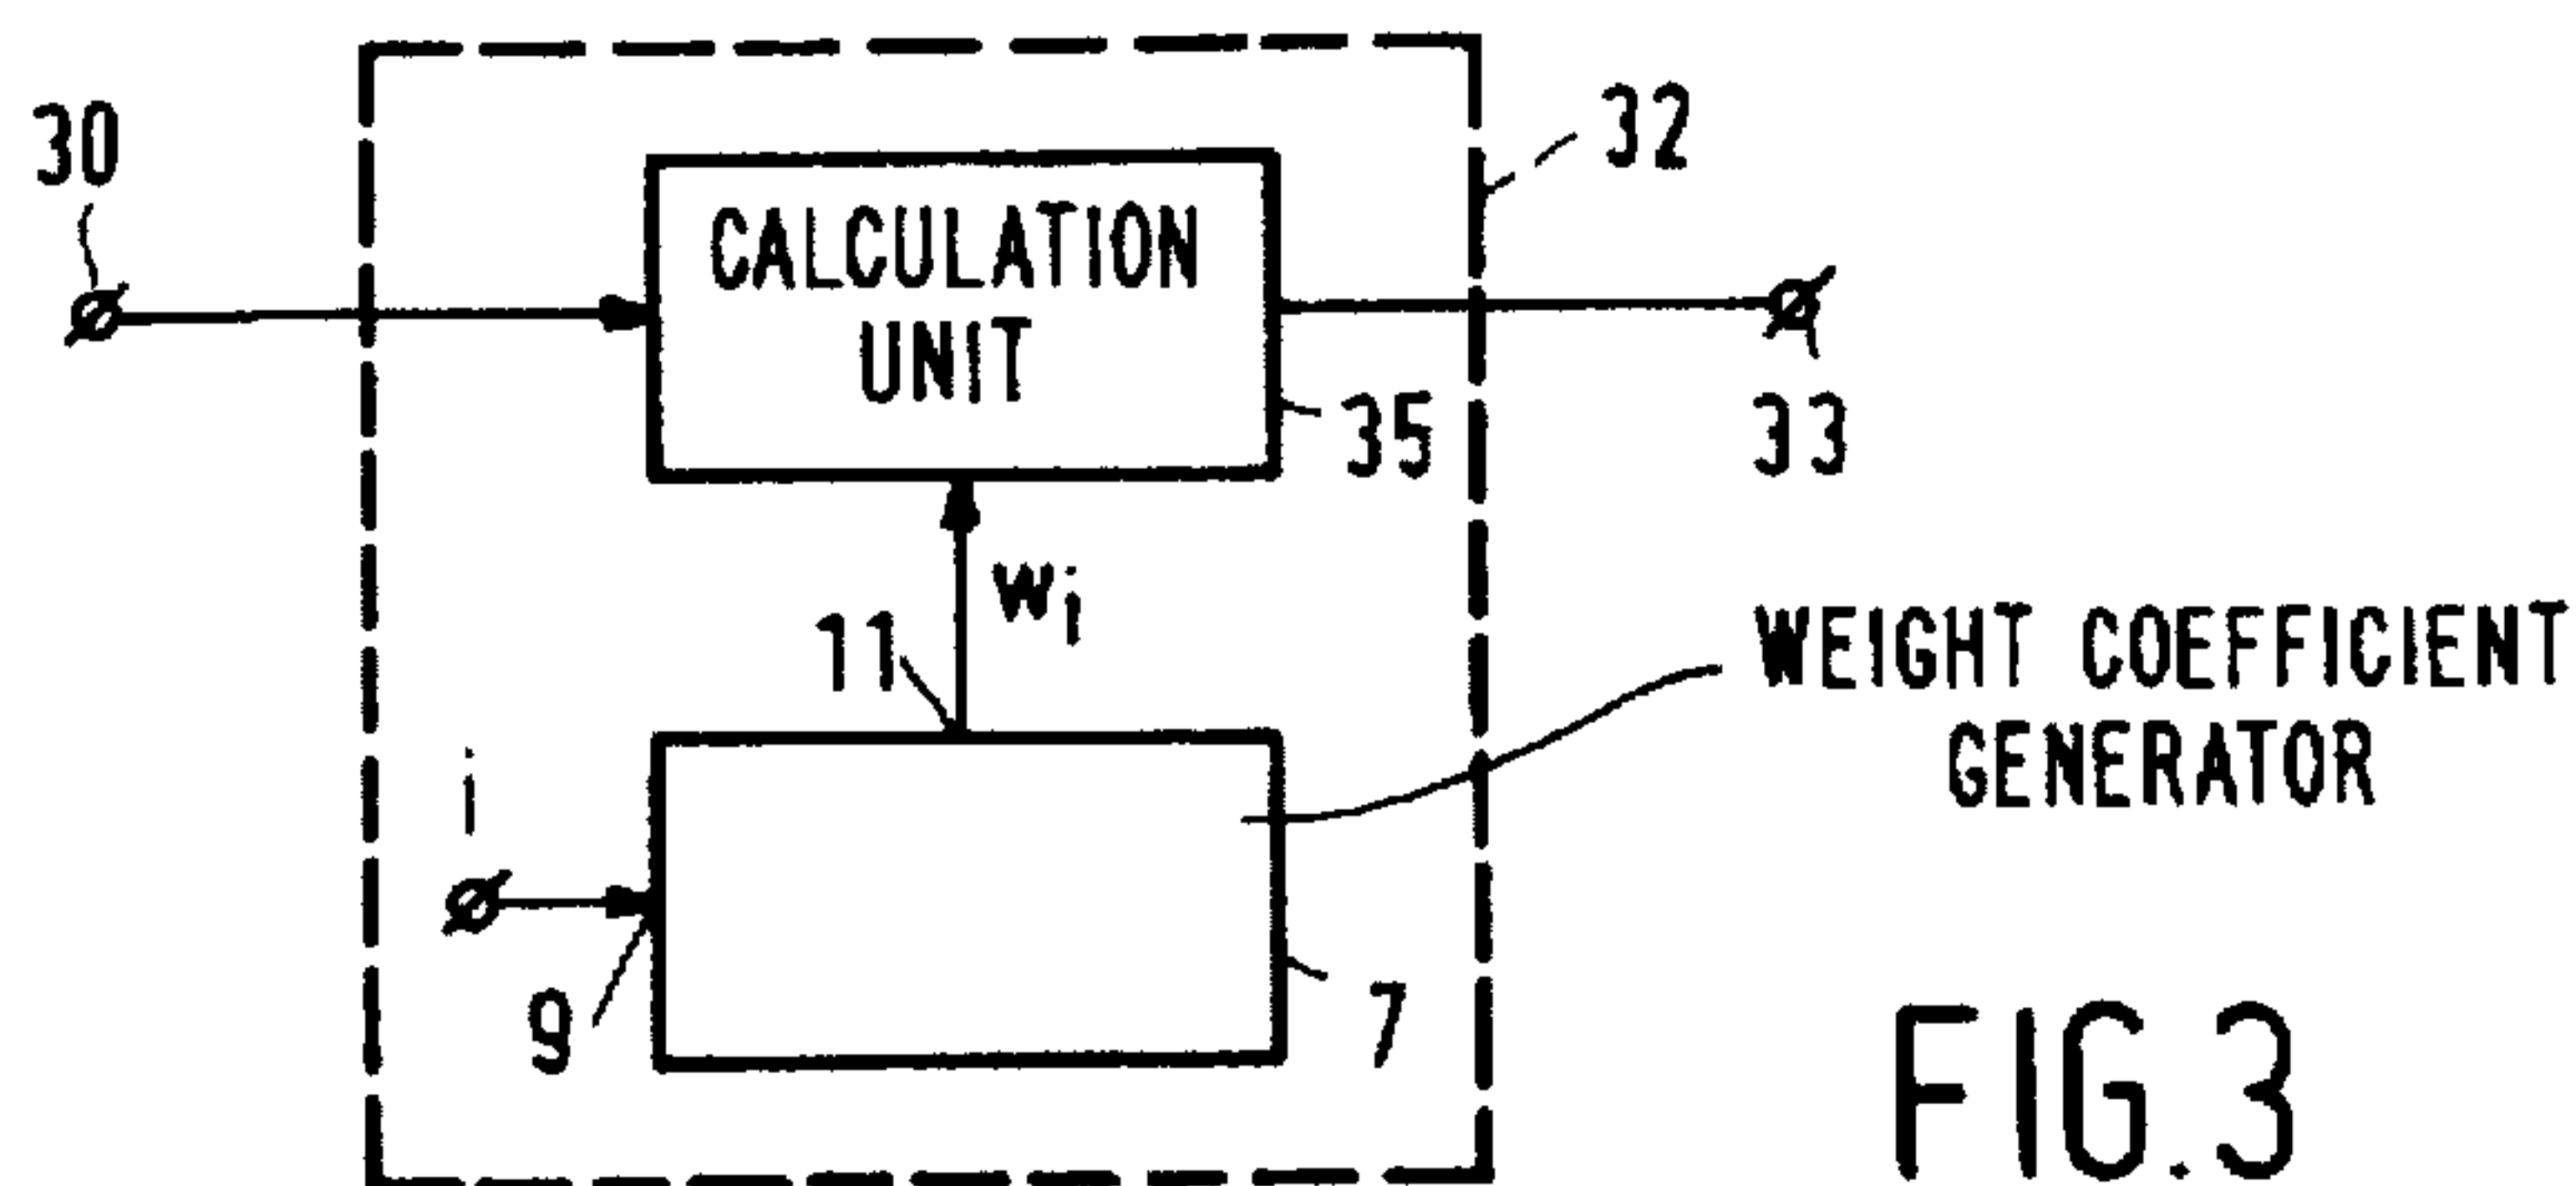 30
32
CALCULATION
UNIT
35
33
wi
11
WEIGHT COEFFICIENT
GENERATOR
i
9
7
FIG.3